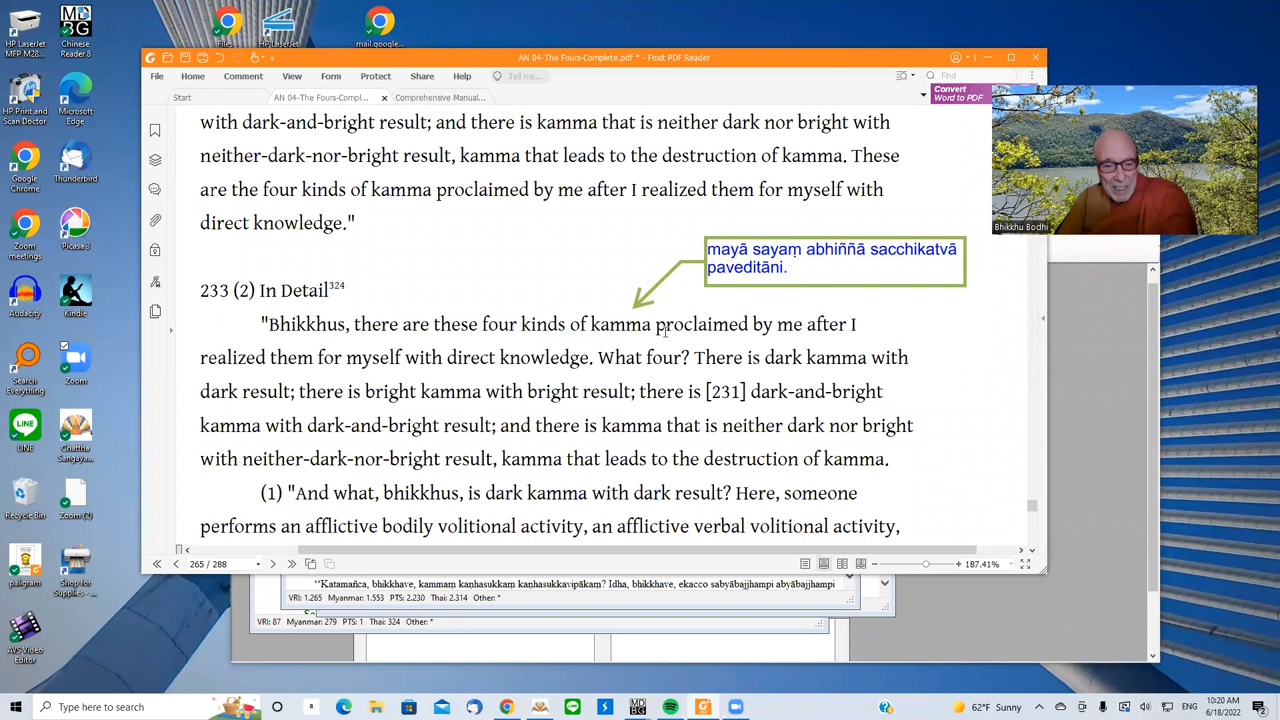 HP LaserJet MFP M28...
Chinese Reader 8
Files
HP LaserJet
mail.google...
HP Print and Scan Doctor
Microsoft Edge
Google Chrome
Thunderbird
Zoom meetings
Picasa 3
Audacity
Kindle
Search Everything
Zoom
LINE
Chattha Sangaya...
Recycle Bin
Zoom (2)
paligram
Shop for Supplies - ...
AVS Video Editor
AN 04-The Fours-Complete.pdf * - Foxit PDF Reader
File Home Comment View Form Protect Share Help Tell me... Find
Start AN 04-The Fours-Compl... Comprehensive Manual...
Convert
Word to PDF
with dark-and-bright result; and there is kamma that is neither dark nor bright with
neither-dark-nor-bright result, kamma that leads to the destruction of kamma. These
are the four kinds of kamma proclaimed by me after I realized them for myself with
direct knowledge."
Bhikkhu Bodhi
mayā sayaṃ abhiññā sacchikatvā
paveditāni.
233 (2) In Detail324
"Bhikkhus, there are these four kinds of kamma proclaimed by me after I
realized them for myself with direct knowledge. What four? There is dark kamma with
dark result; there is bright kamma with bright result; there is [231] dark-and-bright
kamma with dark-and-bright result; and there is kamma that is neither dark nor bright
with neither-dark-nor-bright result, kamma that leads to the destruction of kamma.
(1) "And what, bhikkhus, is dark kamma with dark result? Here, someone
performs an afflictive bodily volitional activity, an afflictive verbal volitional activity,
265 / 288
187.41%
“Katamañca, bhikkhave, kammaṃ kaṇhasukkaṃ kaṇhasukkavipākaṃ? Idha, bhikkhave, ekacco sabyābajjhampi abyābajjhampi
VRI: 1.265 Myanmar: 1.553 PTS: 2.230 Thai: 2.314 Other: *
VRI: 87 Myanmar: 279 PTS: 1 Thai: 324 Other: *
Type here to search
62°F Sunny
10:20 AM
6/18/2022